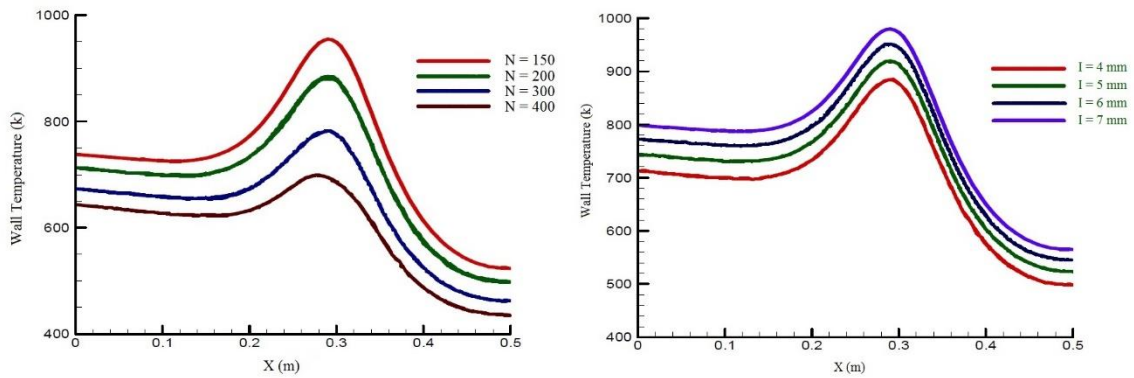 1000
800
600
400
Wall Temperature (k)
0
0.1
0.2
0.3
0.4
0.5
X (m)
N = 150
N = 200
N = 300
N = 400
1000
900
800
700
600
500
400
Wall Temperature (k)
0
0.1
0.2
0.3
0.4
0.5
X (m)
I = 4 mm
I = 5 mm
I = 6 mm
I = 7 mm